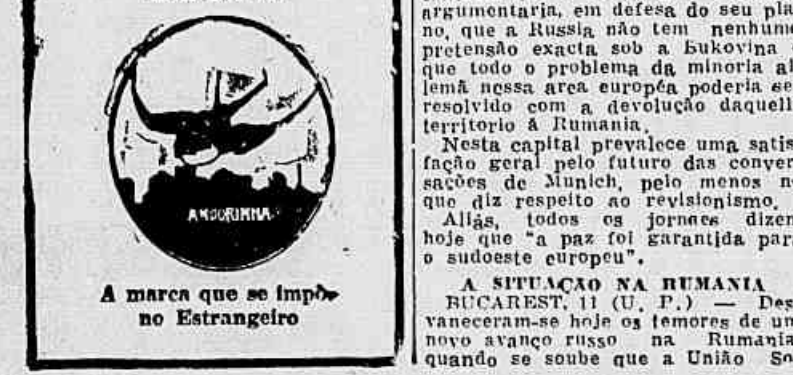 ANDORINHA
A marca que se impõe
no Estrangeiro
argumentaria, em defesa do seu pla-
no, que a Russia não tem nenhuma
pretensão exacta sob a Bukovina
que todo o problema da minoria al-
lemã nessa area européa poderia se
resolvido com a devolução daquell
territorio á Rumania.
Nesta capital prevalece uma satis-
fação geral pelo futuro das conver-
sações de Munich, pelo menos n
que diz respeito ao revisionismo.
Aliás, todos os jornaes dizem
hoje que "a paz foi garantida para
o sudoeste europeu".
A SITUAÇÃO NA RUMANIA
BUCAREST, 11 (U. P.) — Des-
vaneceram-se hoje os temores de um
novo avanço russo na Rumania
quando se soube que a União So